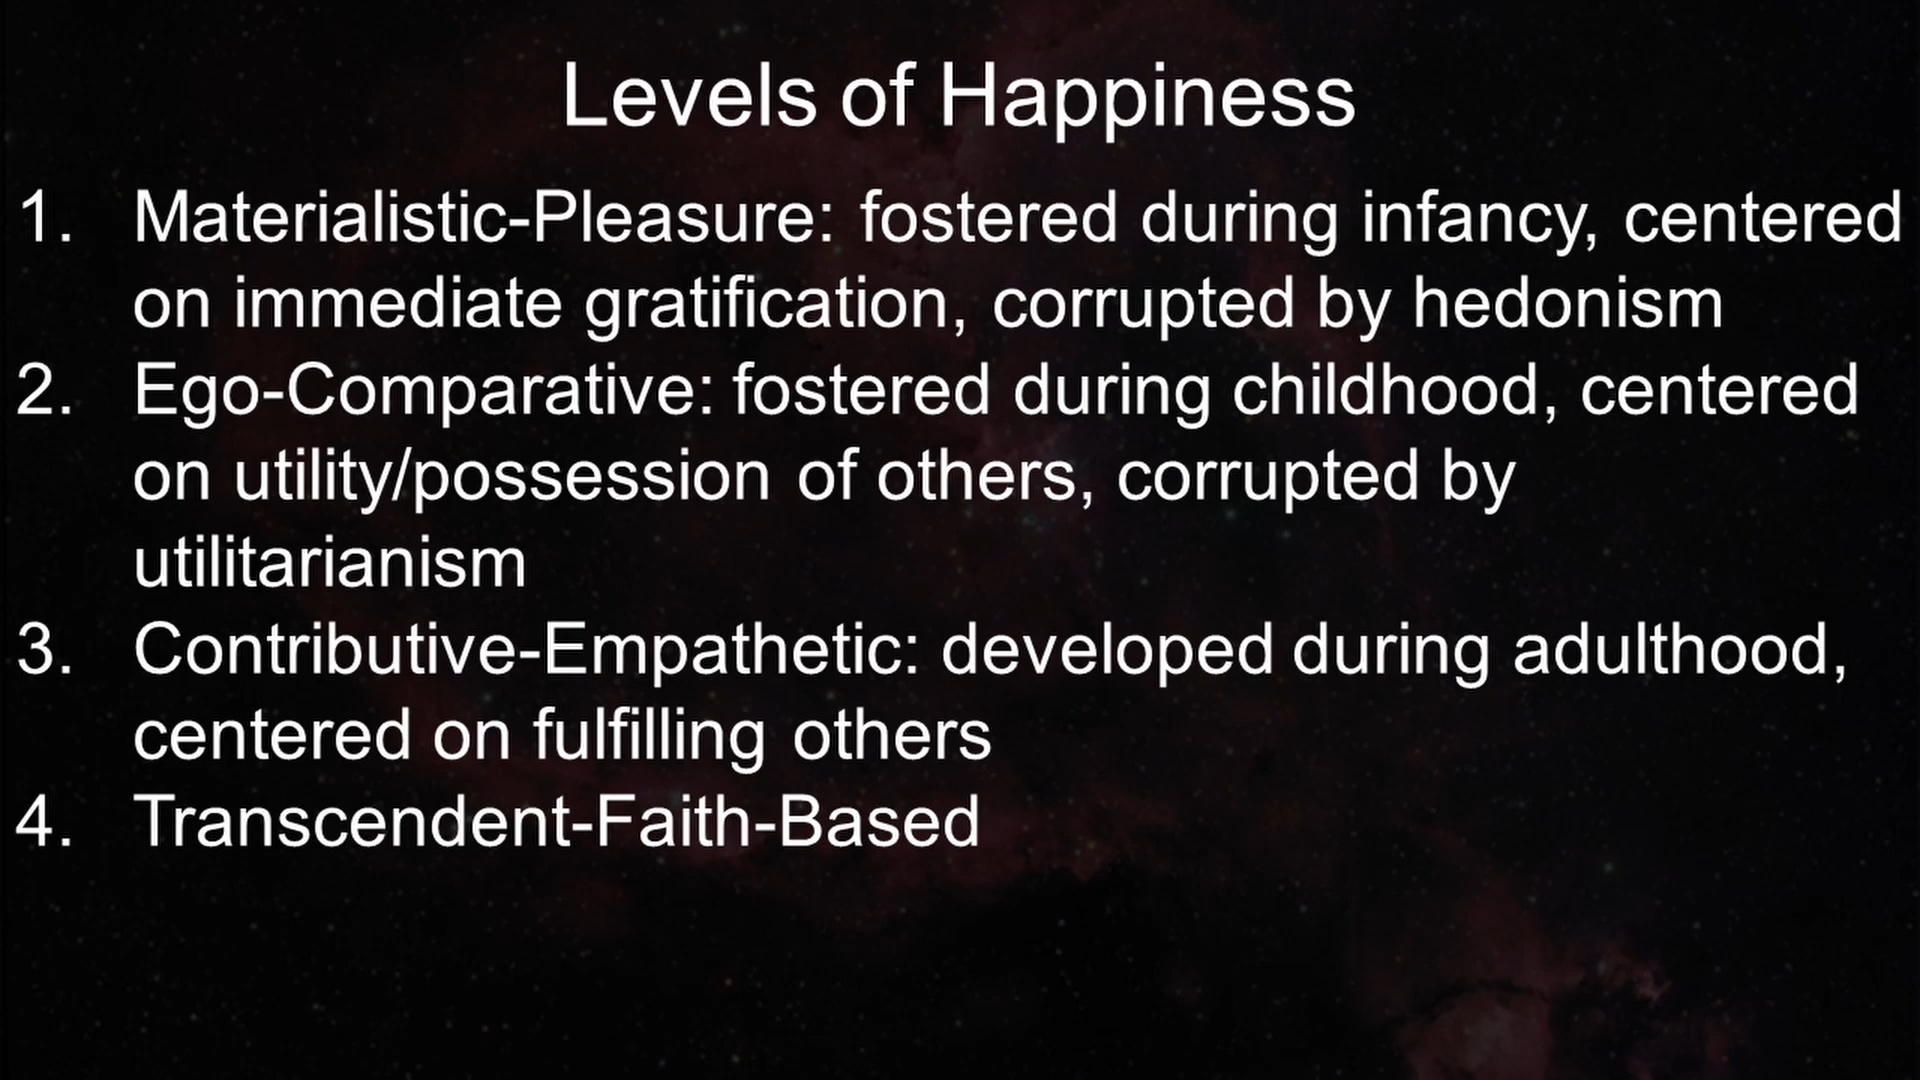 Levels of Happiness
1. Materialistic-Pleasure: fostered during infancy, centered
on immediate gratification, corrupted by hedonism
2. Ego-Comparative: fostered during childhood, centered
on utility/possession of others, corrupted by
utilitarianism
3. Contributive-Empathetic: developed during adulthood,
centered on fulfilling others
4. Transcendent-Faith-Based